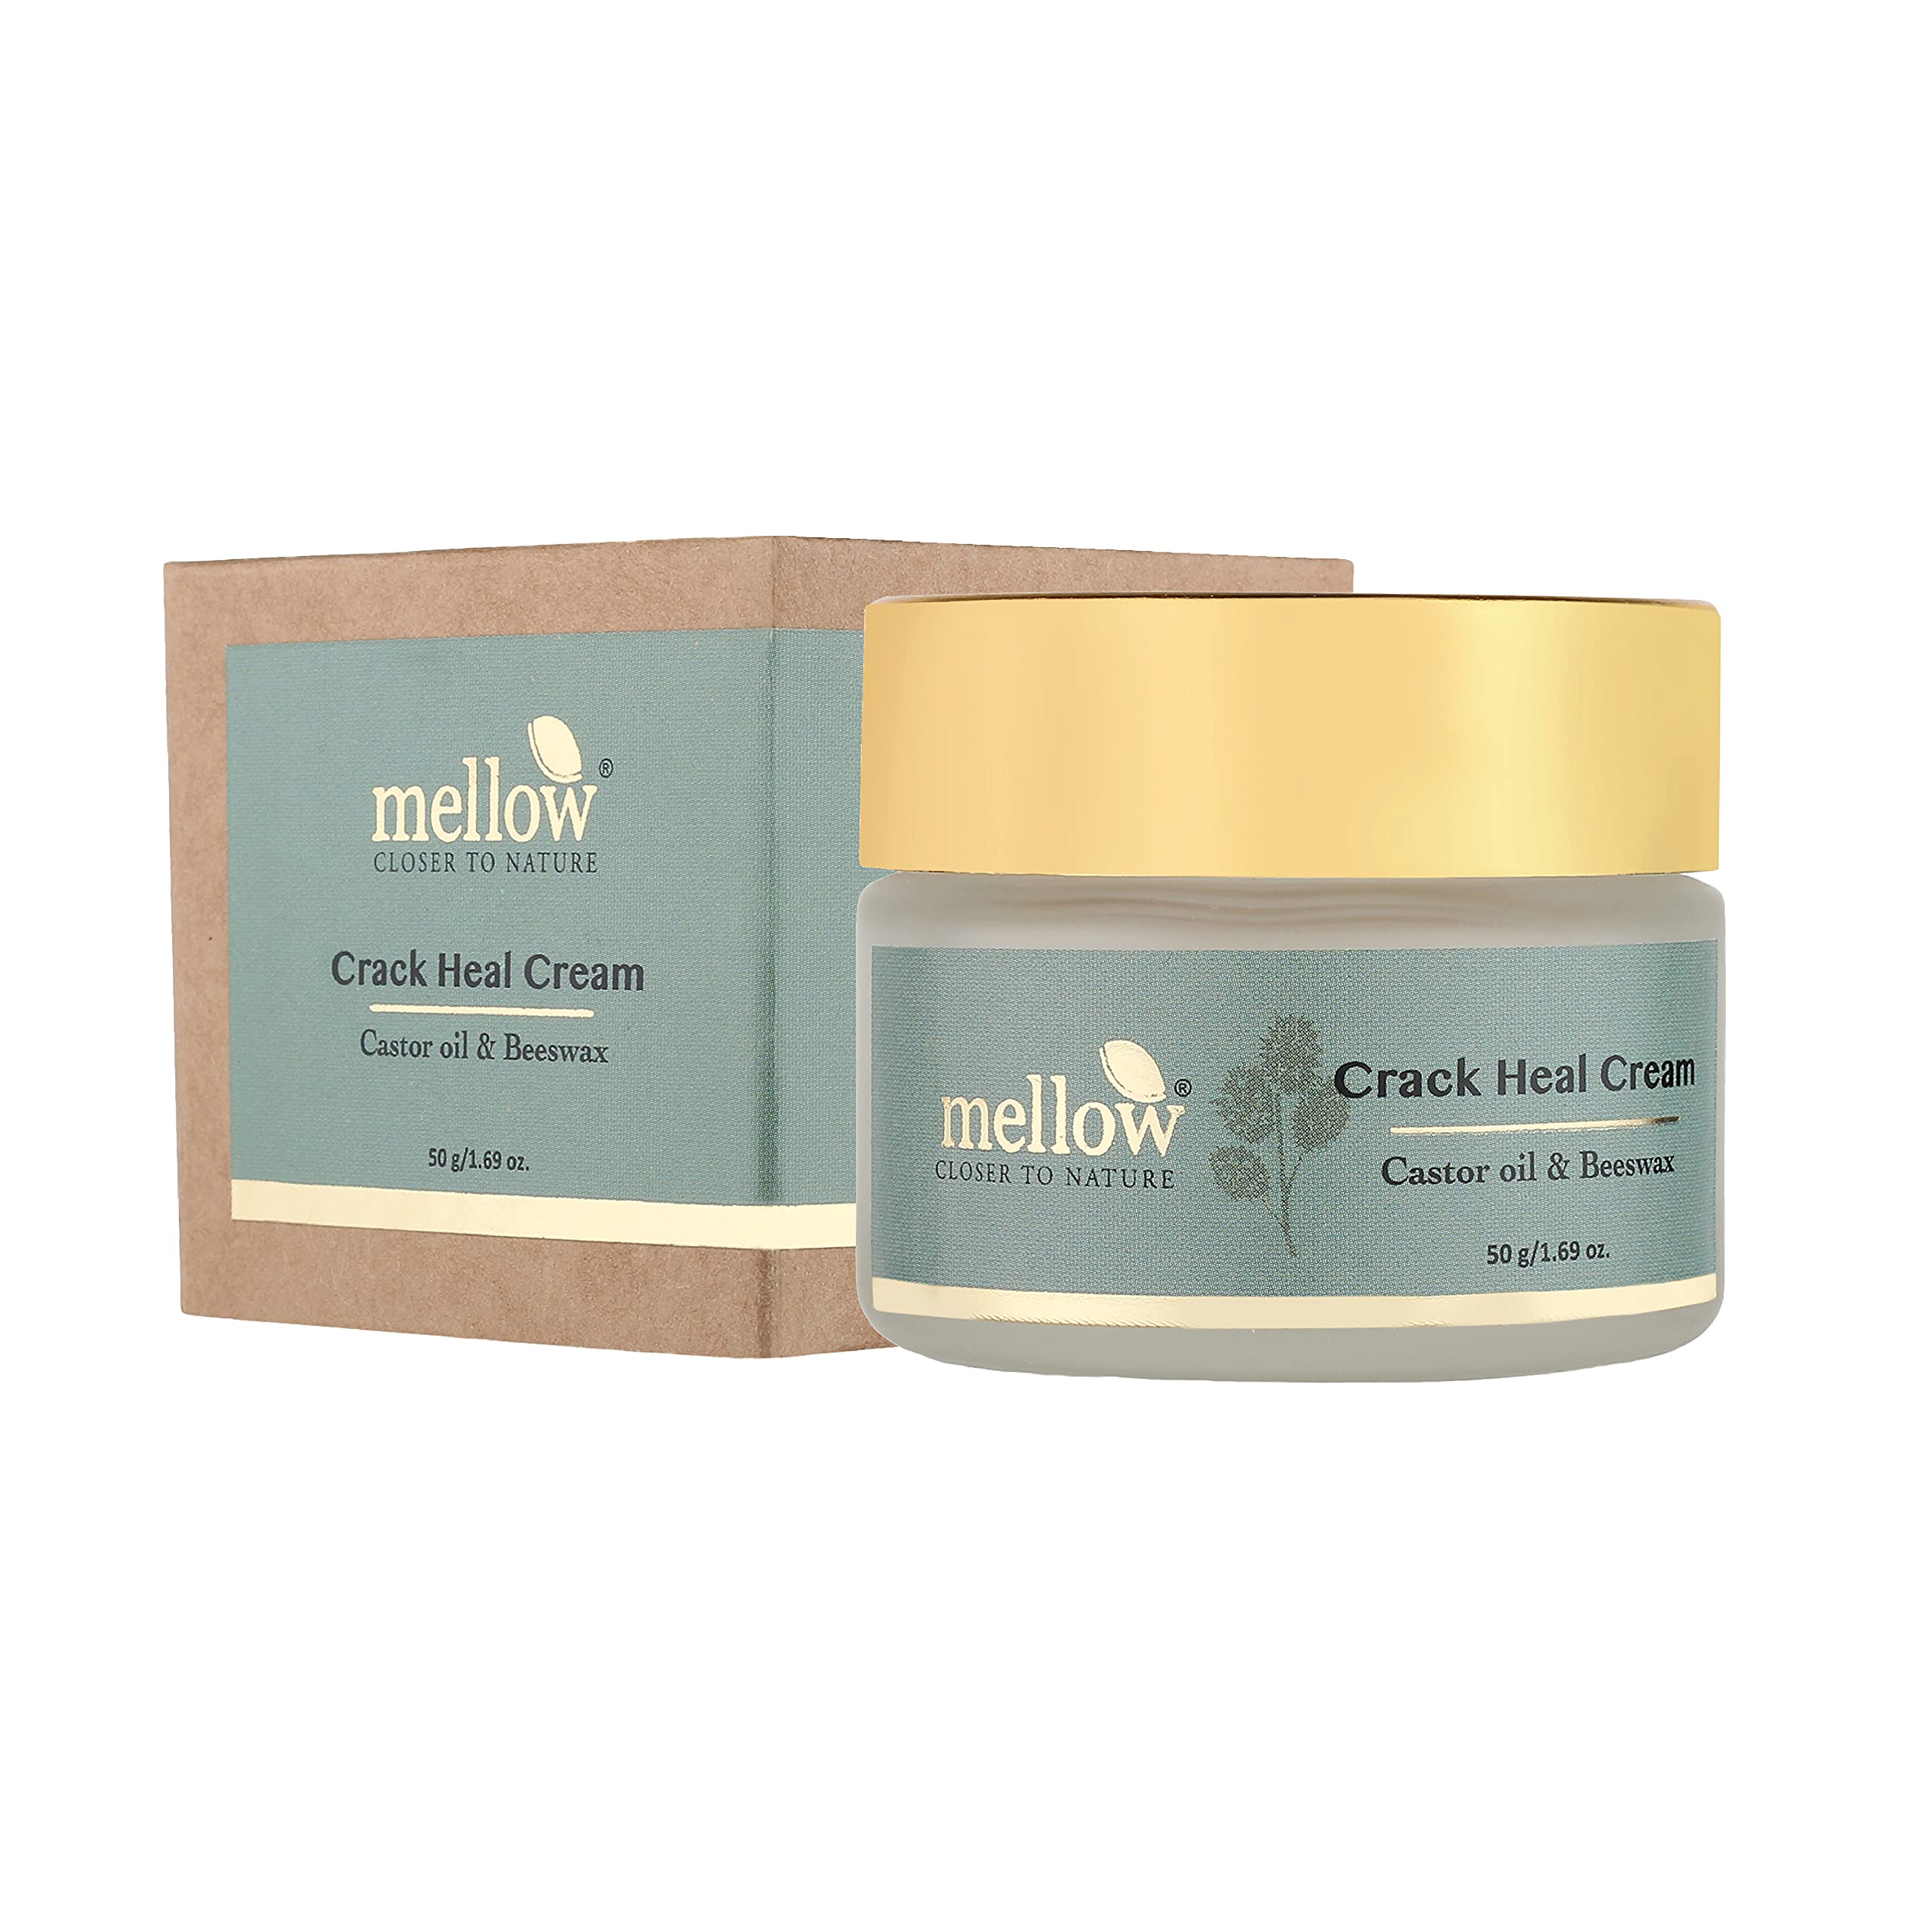 mellow®
CLOSER TO NATURE
Crack Heal Cream
Castor oil & Beeswax
50 g/1.69 oz.
mellow®
CLOSER TO NATURE
Crack Heal Cream
Castor oil & Beeswax
50 g/1.69 oz.